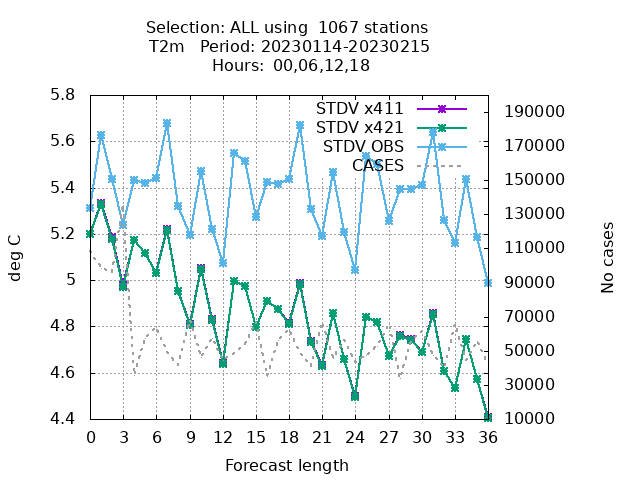 Selection: ALL using  1067 stations
T2m   Period: 20230114-20230215
Hours:  00,06,12,18
STDV x411
STDV x421
STDV OBS
CASES
5.8
5.6
5.4
5.2
5
4.8
4.6
4.4
deg C
190000
170000
150000
130000
110000
90000
70000
50000
30000
10000
No cases
0 3 6 9 12 15 18 21 24 27 30 33 36
Forecast length